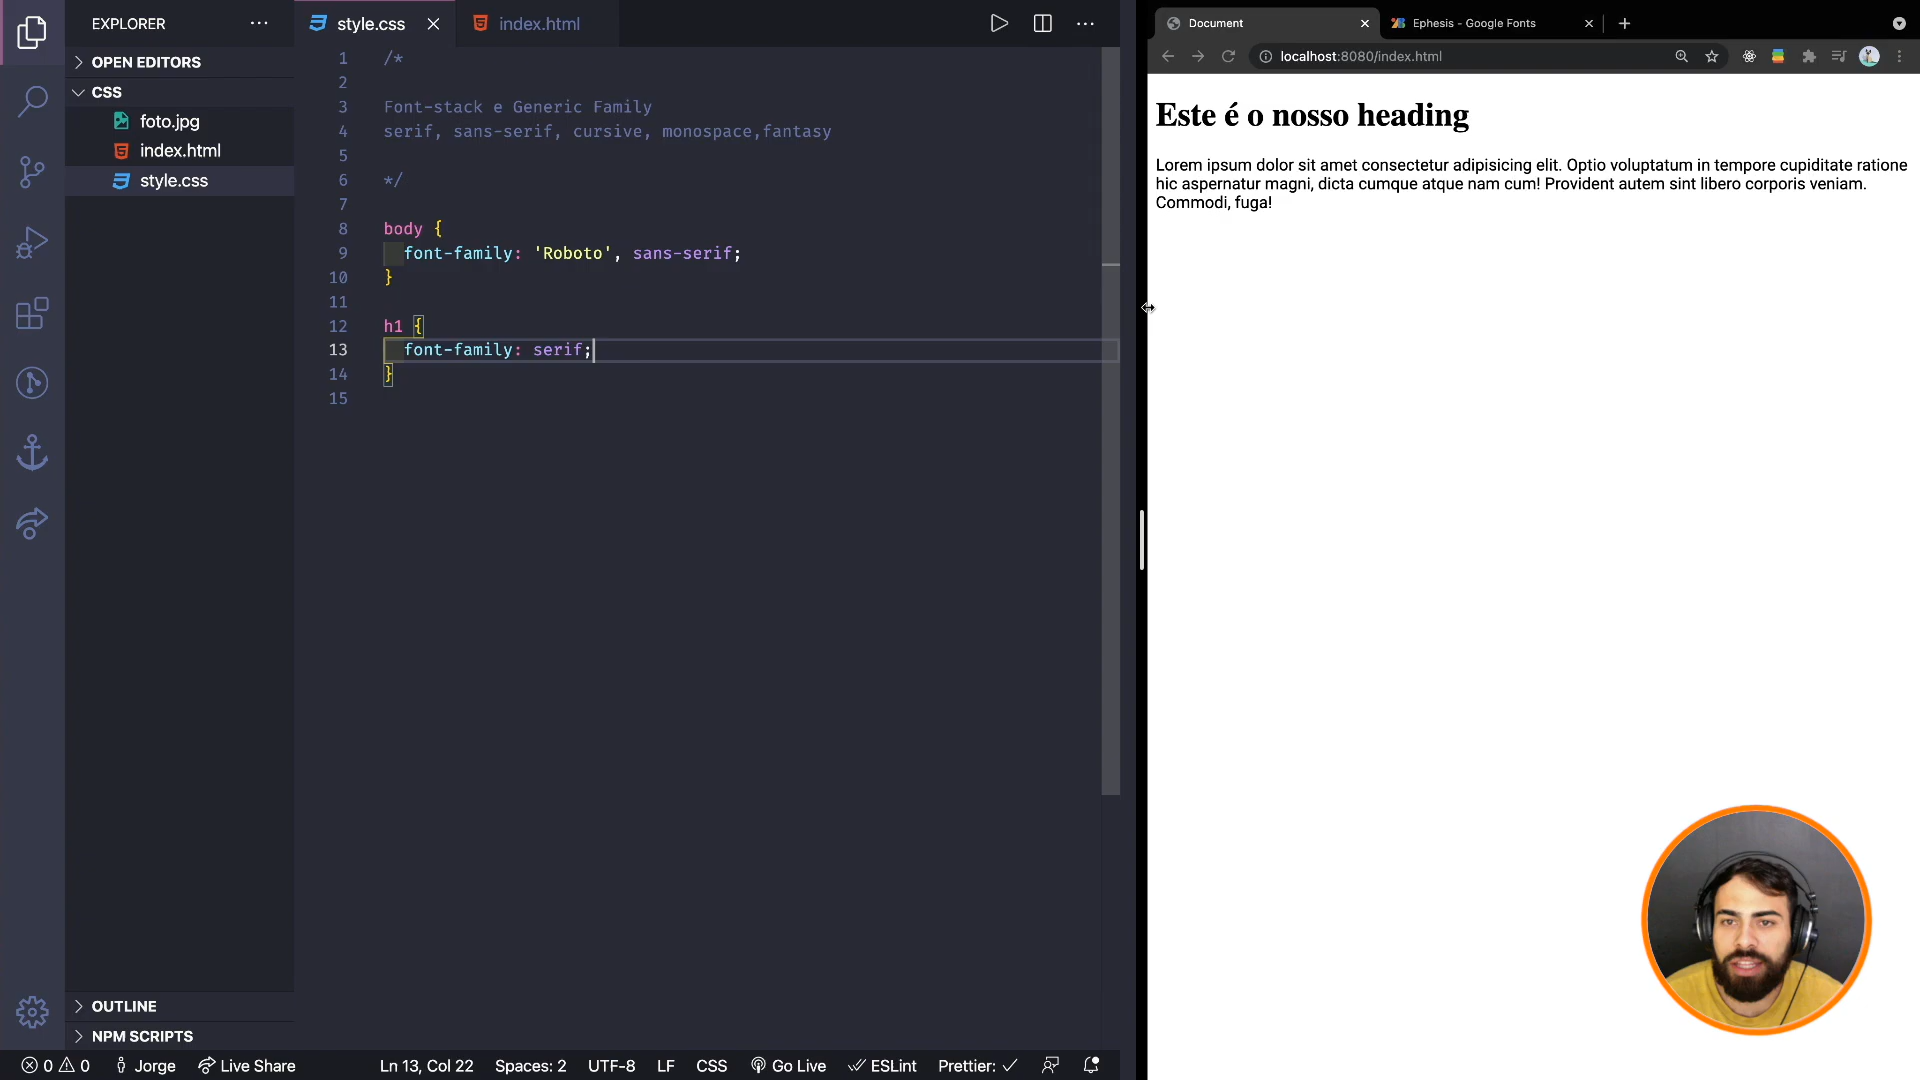 EXPLORER
OPEN EDITORS
CSS
foto.jpg
index.html
style.css
OUTLINE
NPM SCRIPTS
style.css
index.html
1 /*
2
3 Font-stack e Generic Family
4 serif, sans-serif, cursive, monospace,fantasy
5
6 */
7
8 body {
9 font-family: 'Roboto', sans-serif;
10 }
11
12 h1 {
13 font-family: serif;
14 }
15
0 0 Jorge Live Share Ln 13, Col 22 Spaces: 2 UTF-8 LF CSS Go Live ESLint Prettier: ✓
Document
Ephesis - Google Fonts
localhost:8080/index.html
Este é o nosso heading
Lorem ipsum dolor sit amet consectetur adipisicing elit. Optio voluptatum in tempore cupiditate ratione
hic aspernatur magni, dicta cumque atque nam cum! Provident autem sint libero corporis veniam.
Commodi, fuga!